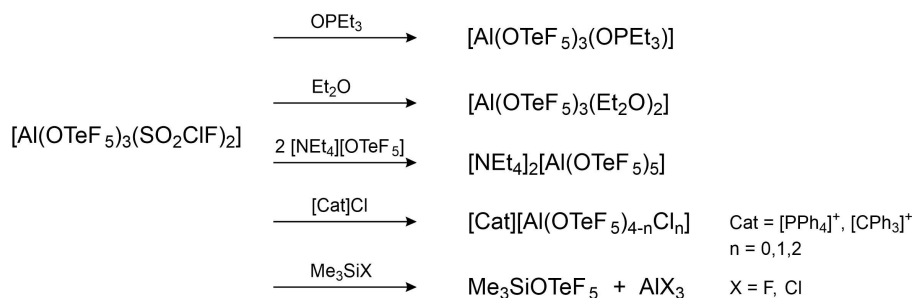 OPEt₃
[Al(OTeF₅)₃(OPEt₃)]
Et₂O
[Al(OTeF₅)₃(Et₂O)₂]
[Al(OTeF₅)₃(SO₂ClF)₂]
2 [NEt₄][OTeF₅]
[NEt₄]₂[Al(OTeF₅)₅]
[Cat]Cl
[Cat][Al(OTeF₅)₄₋ₙClₙ] Cat = [PPh₄]⁺, [CPh₃]⁺
n = 0,1,2
Me₃SiX
Me₃SiOTeF₅ + AlX₃ X = F, Cl